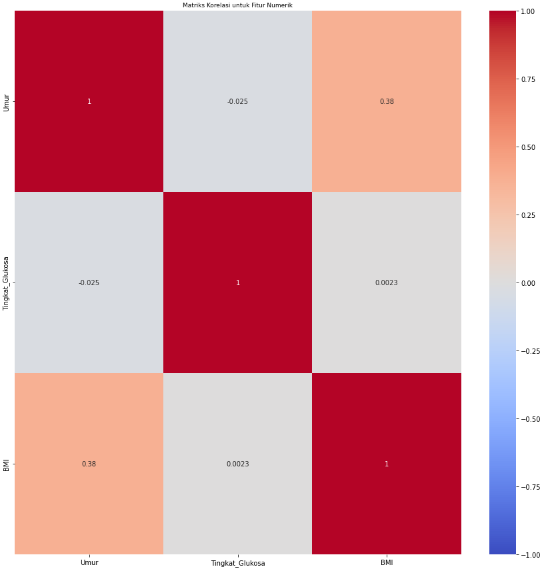 Matriks Korelasi untuk Fitur Numerik
Umur
1
-0.025
0.38
Tingkat_Glukosa
-0.025
1
0.0023
BMI
0.38
0.0023
1
Umur
Tingkat_Glukosa
BMI
1.00
0.75
0.50
0.25
0.00
−0.25
−0.50
−0.75
−1.00